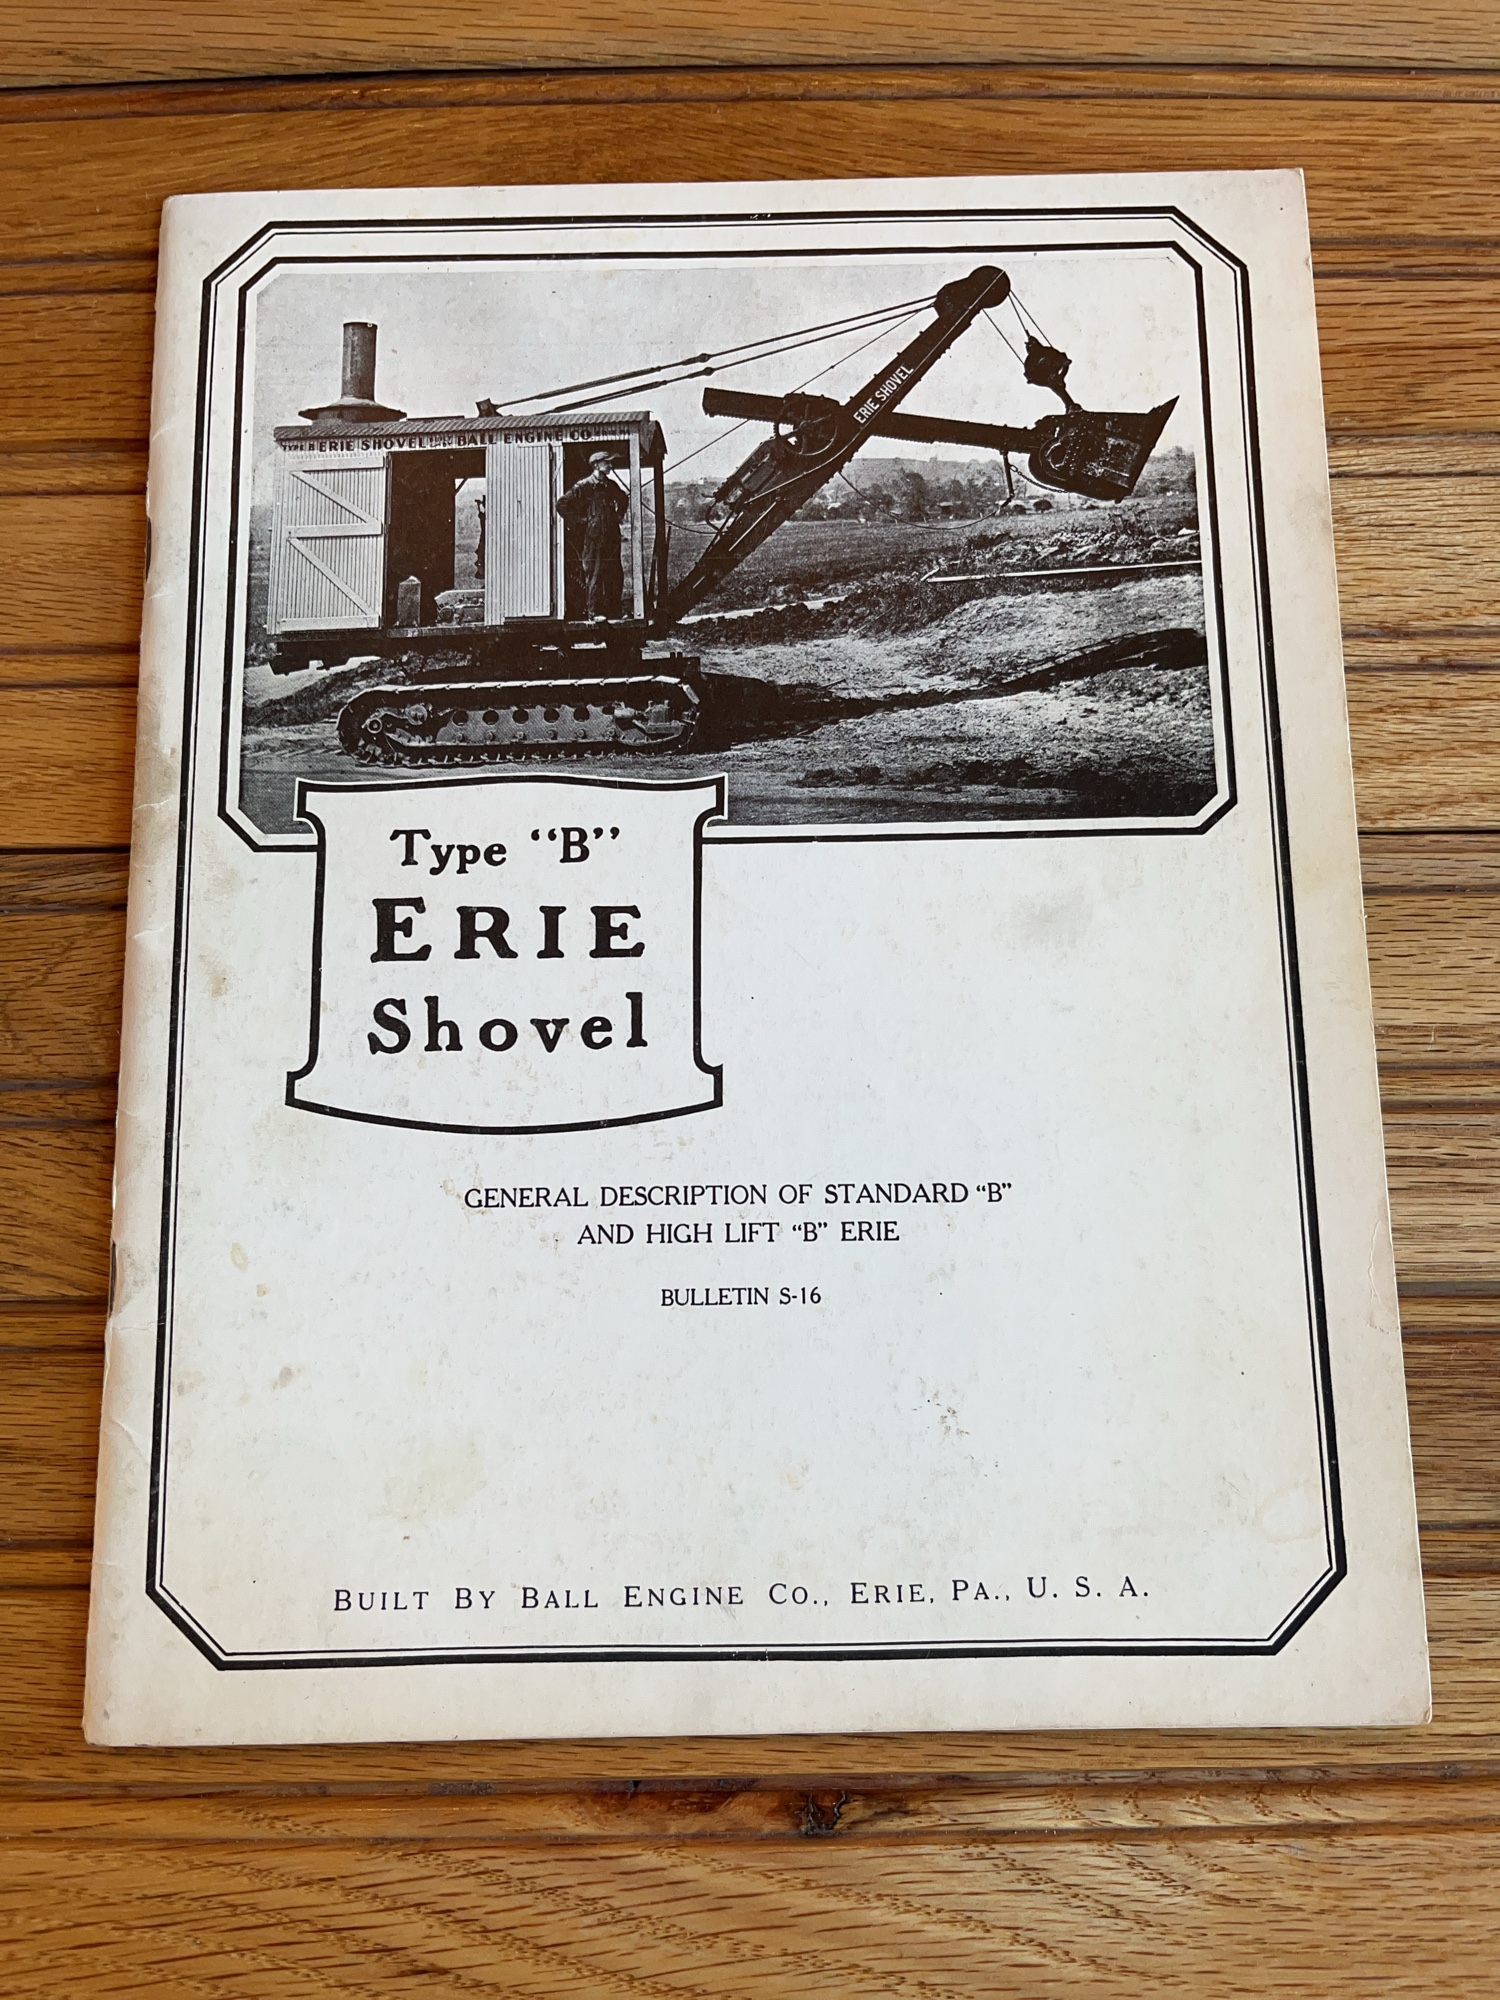 TYPE B ERIE SHOVEL BALL ENGINE CO.
ERIE SHOVEL
Type "B"
ERIE
Shovel
GENERAL DESCRIPTION OF STANDARD "B"
AND HIGH LIFT "B" ERIE
BULLETIN S-16
BUILT BY BALL ENGINE CO., ERIE, PA., U. S. A.